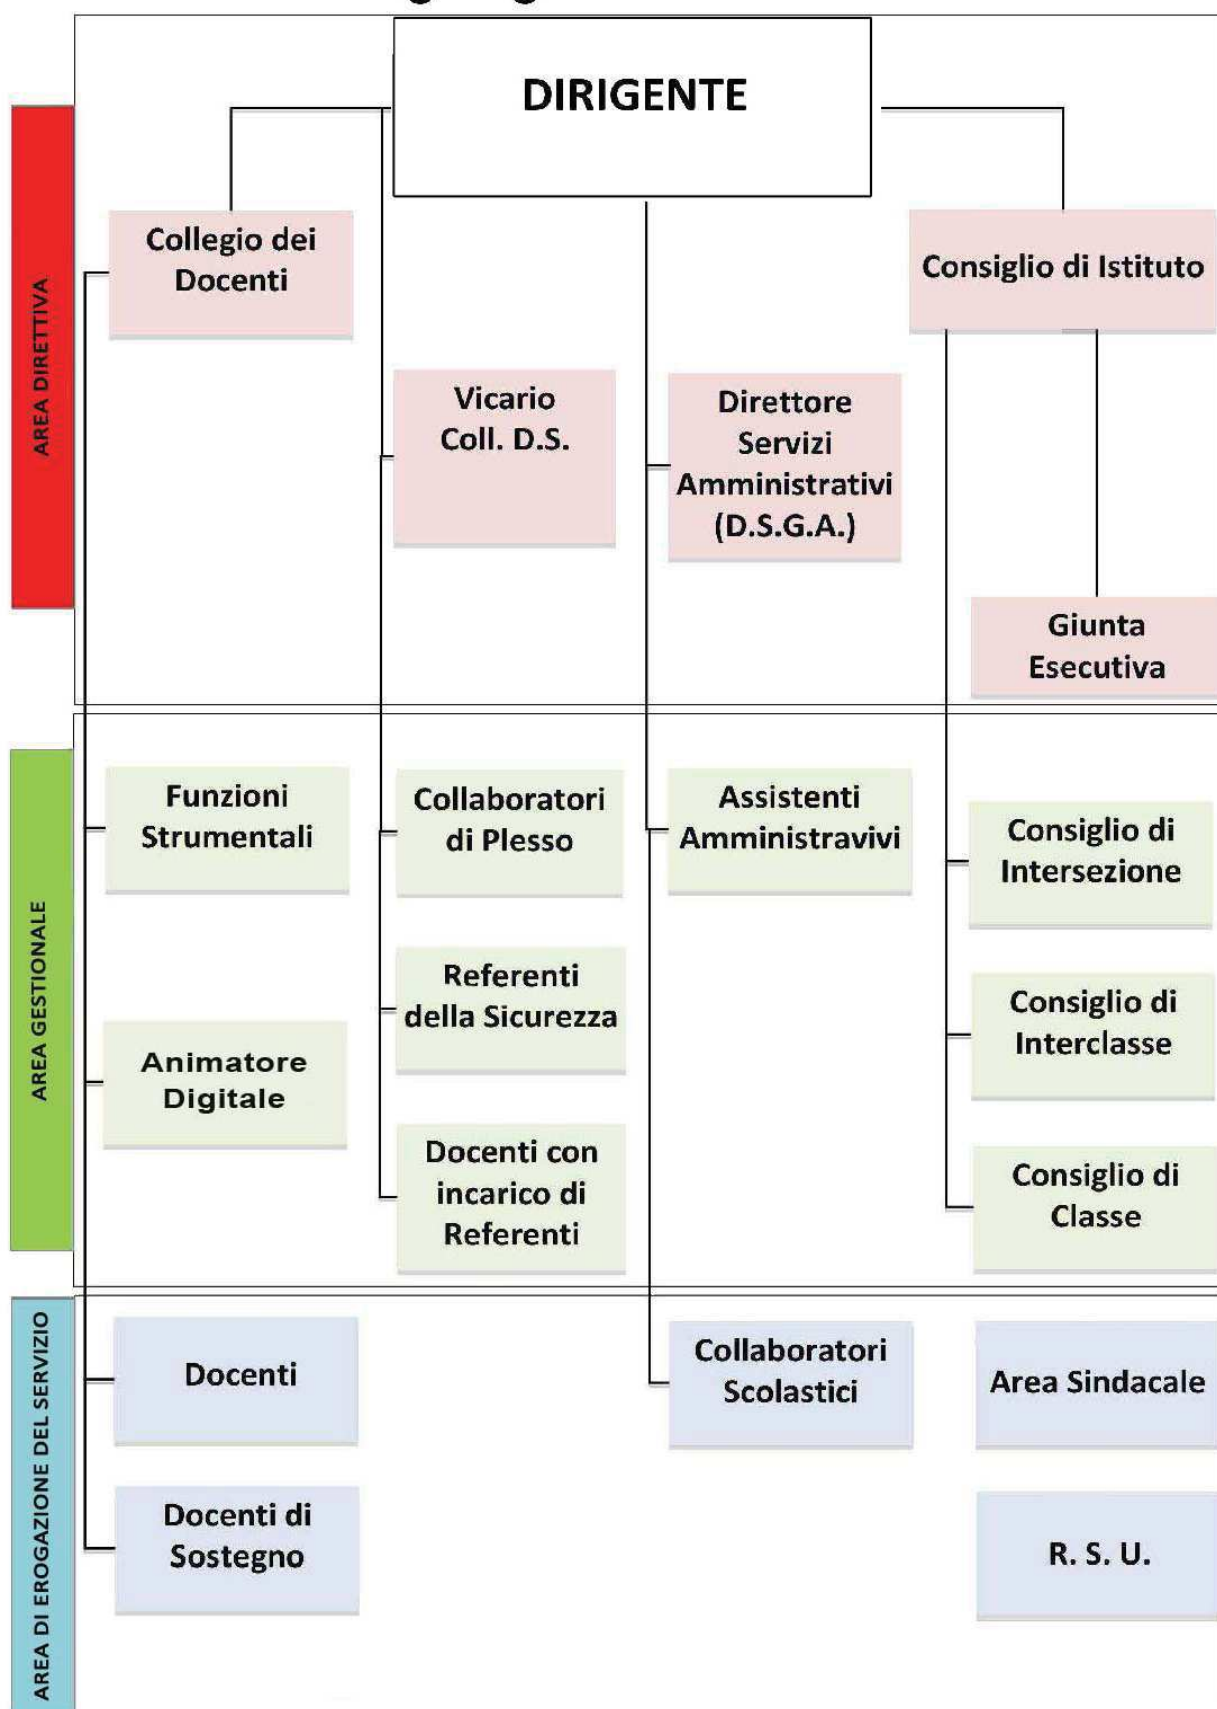 DIRIGENTE
AREA DIRETTIVA
Collegio dei
Docenti
Consiglio di Istituto
Vicario
Coll. D.S.
Direttore
Servizi
Amministrativi
(D.S.G.A.)
Giunta
Esecutiva
AREA GESTIONALE
Funzioni
Strumentali
Collaboratori
di Plesso
Assistenti
Amministravivi
Consiglio di
Intersezione
Referenti
della Sicurezza
Consiglio di
Interclasse
Animatore
Digitale
Docenti con
incarico di
Referenti
Consiglio di
Classe
AREA DI EROGAZIONE DEL SERVIZIO
Docenti
Collaboratori
Scolastici
Area Sindacale
Docenti di
Sostegno
R. S. U.